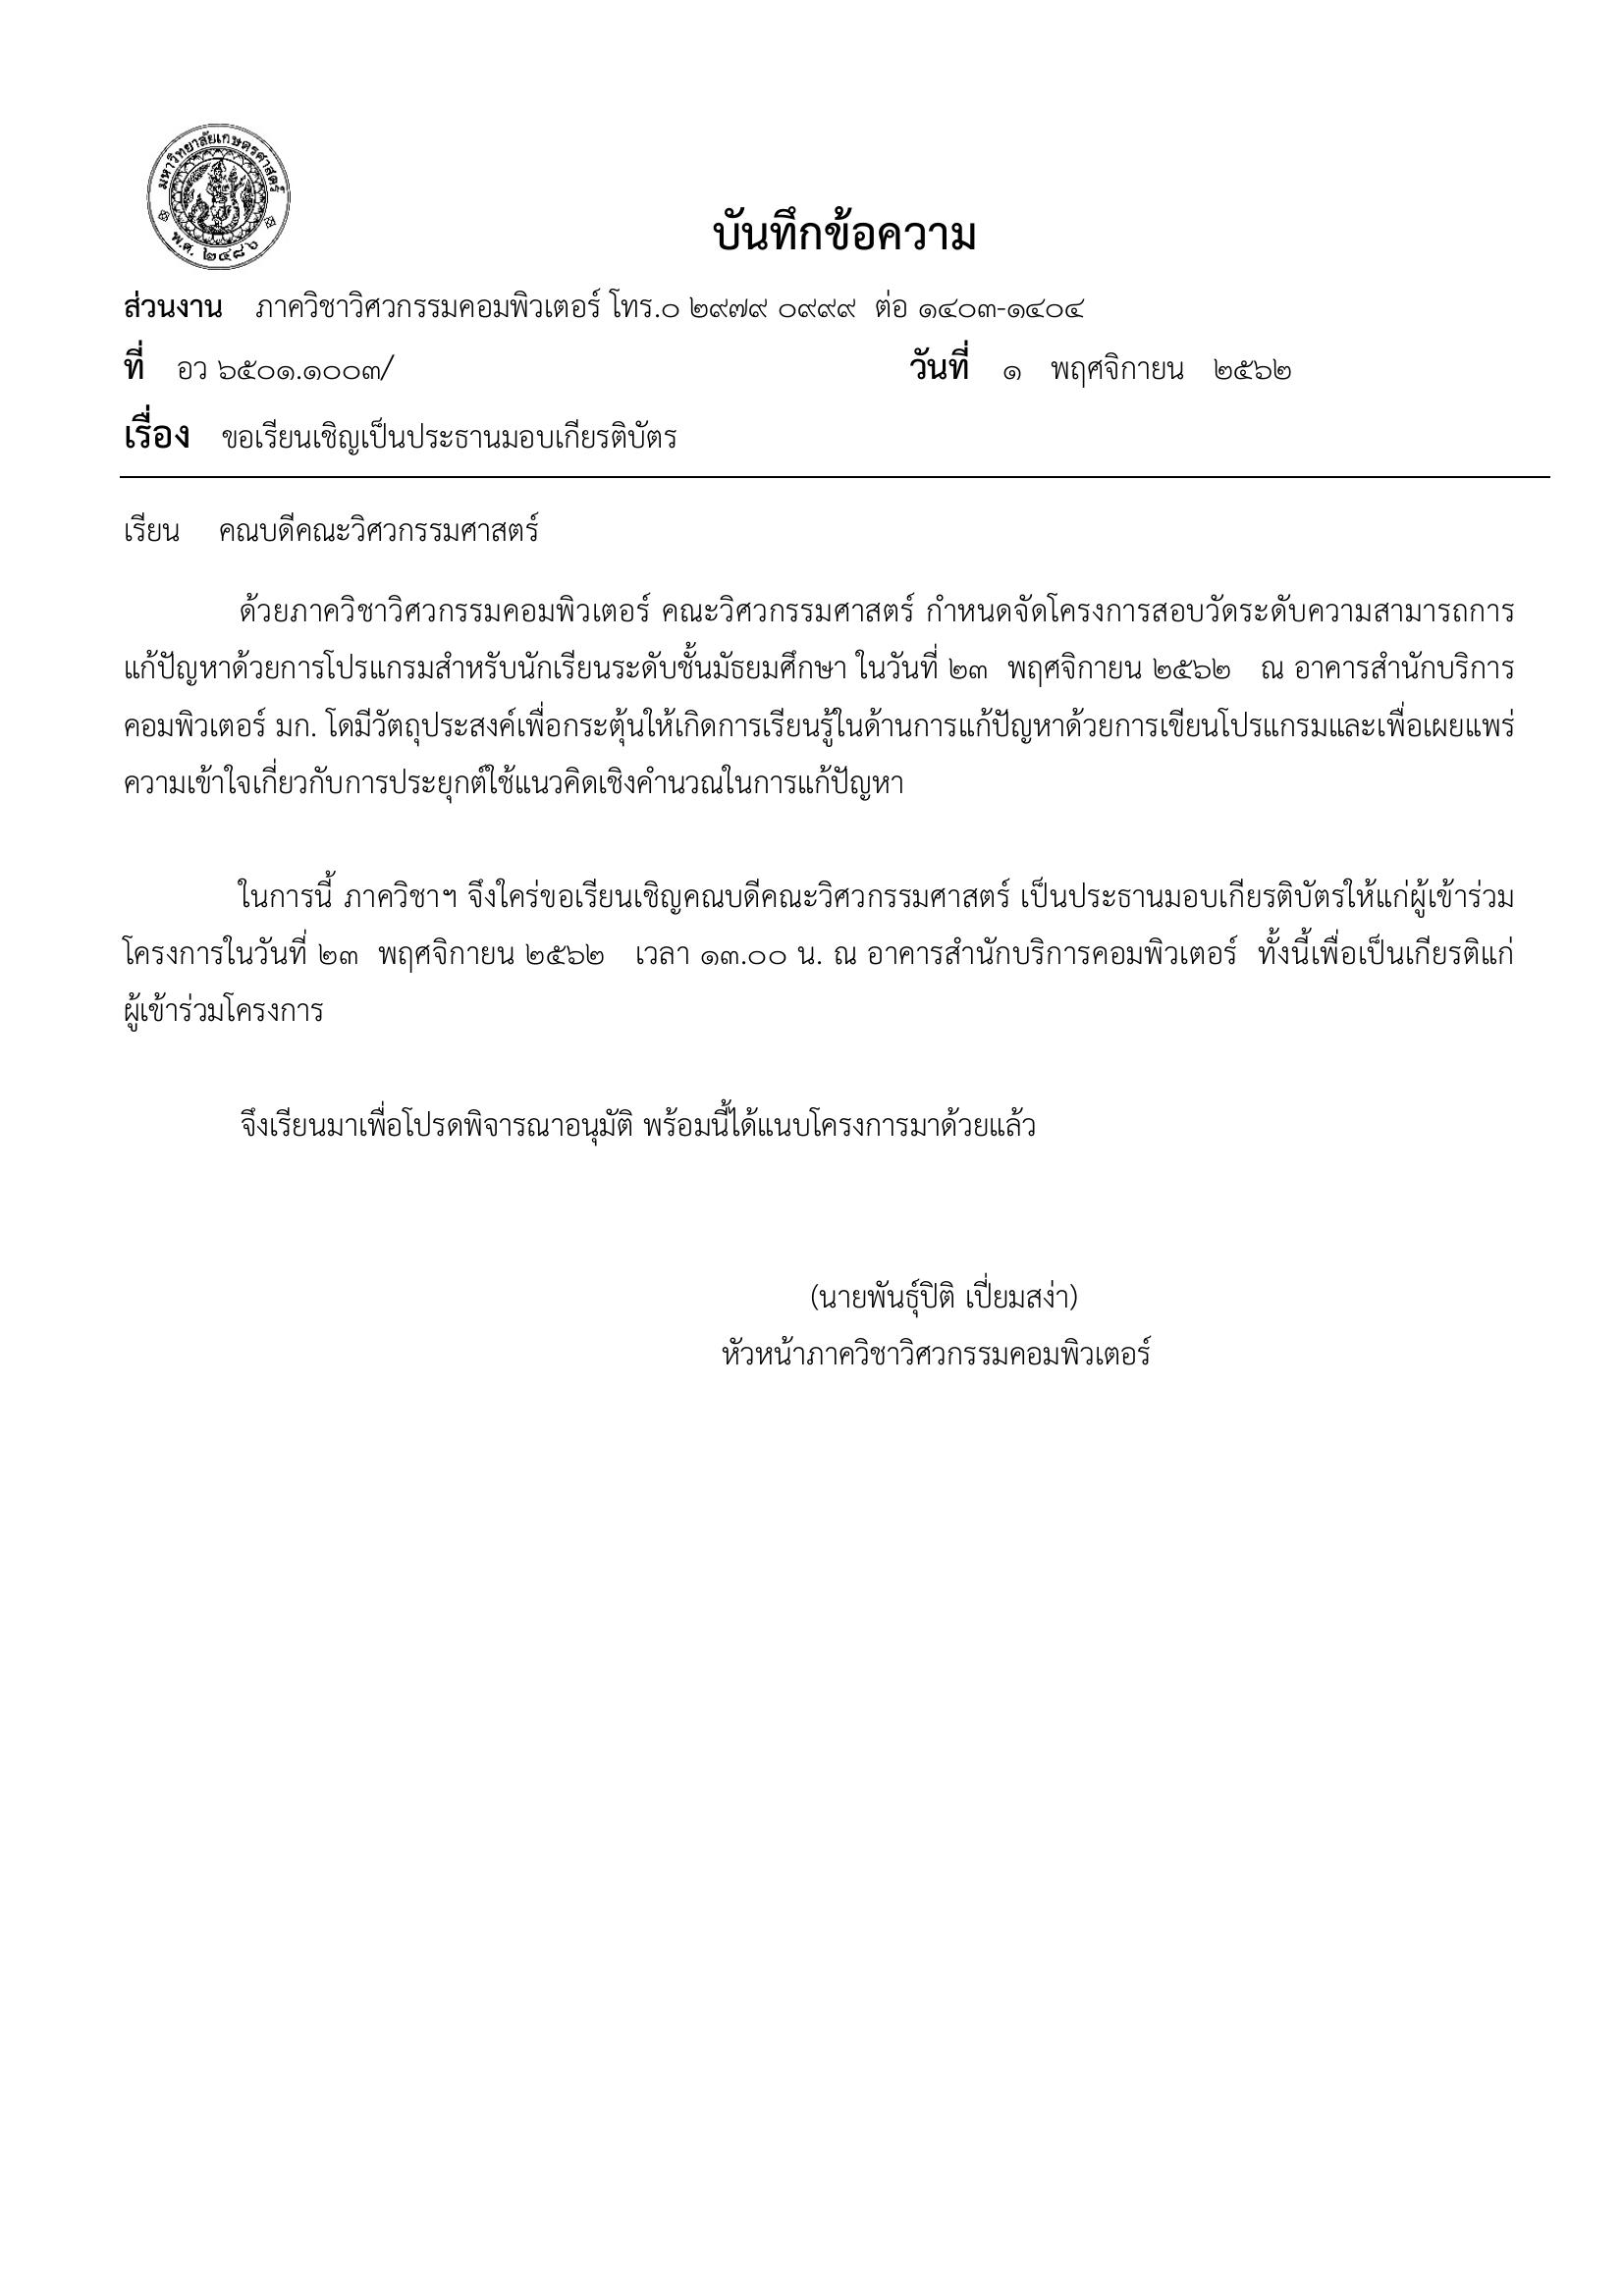 มหาวิทยาลัยเกษตรศาสตร์
พ.ศ. ๒๔๘๖
บันทึกข้อความ
ส่วนงาน ภาควิชาวิศวกรรมคอมพิวเตอร์ โทร.๐ ๒๙๗๙ ๐๙๙๙ ต่อ ๑๔๐๓-๑๔๐๔
ที่ อว ๖๕๐๑.๑๐๐๓/ วันที่ ๑ พฤศจิกายน ๒๕๖๒
เรื่อง ขอเรียนเชิญเป็นประธานมอบเกียรติบัตร
เรียน คณบดีคณะวิศวกรรมศาสตร์
ด้วยภาควิชาวิศวกรรมคอมพิวเตอร์ คณะวิศวกรรมศาสตร์ กำหนดจัดโครงการสอบวัดระดับความสามารถการ
แก้ปัญหาด้วยการโปรแกรมสำหรับนักเรียนระดับชั้นมัธยมศึกษา ในวันที่ ๒๓ พฤศจิกายน ๒๕๖๒ ณ อาคารสำนักบริการ
คอมพิวเตอร์ มก. โดมีวัตถุประสงค์เพื่อกระตุ้นให้เกิดการเรียนรู้ในด้านการแก้ปัญหาด้วยการเขียนโปรแกรมและเพื่อเผยแพร่
ความเข้าใจเกี่ยวกับการประยุกต์ใช้แนวคิดเชิงคำนวณในการแก้ปัญหา
ในการนี้ ภาควิชาฯ จึงใคร่ขอเรียนเชิญคณบดีคณะวิศวกรรมศาสตร์ เป็นประธานมอบเกียรติบัตรให้แก่ผู้เข้าร่วม
โครงการในวันที่ ๒๓ พฤศจิกายน ๒๕๖๒ เวลา ๑๓.๐๐ น. ณ อาคารสำนักบริการคอมพิวเตอร์ ทั้งนี้เพื่อเป็นเกียรติแก่
ผู้เข้าร่วมโครงการ
จึงเรียนมาเพื่อโปรดพิจารณาอนุมัติ พร้อมนี้ได้แนบโครงการมาด้วยแล้ว
(นายพันธุ์ปิติ เปี่ยมสง่า)
หัวหน้าภาควิชาวิศวกรรมคอมพิวเตอร์